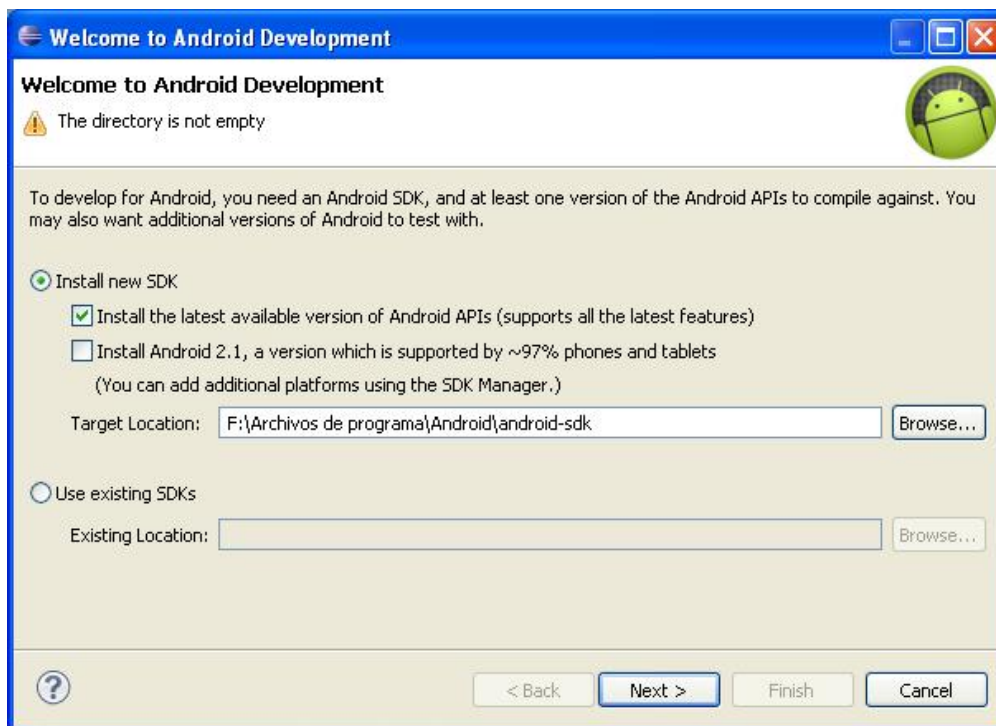 Welcome to Android Development
Welcome to Android Development
The directory is not empty
To develop for Android, you need an Android SDK, and at least one version of the Android APIs to compile against. You
may also want additional versions of Android to test with.
Install new SDK
Install the latest available version of Android APIs (supports all the latest features)
Install Android 2.1, a version which is supported by ~97% phones and tablets
(You can add additional platforms using the SDK Manager.)
Target Location: F:\Archivos de programa\Android\android-sdk Browse...
Use existing SDKs
Existing Location: Browse...
? < Back Next > Finish Cancel